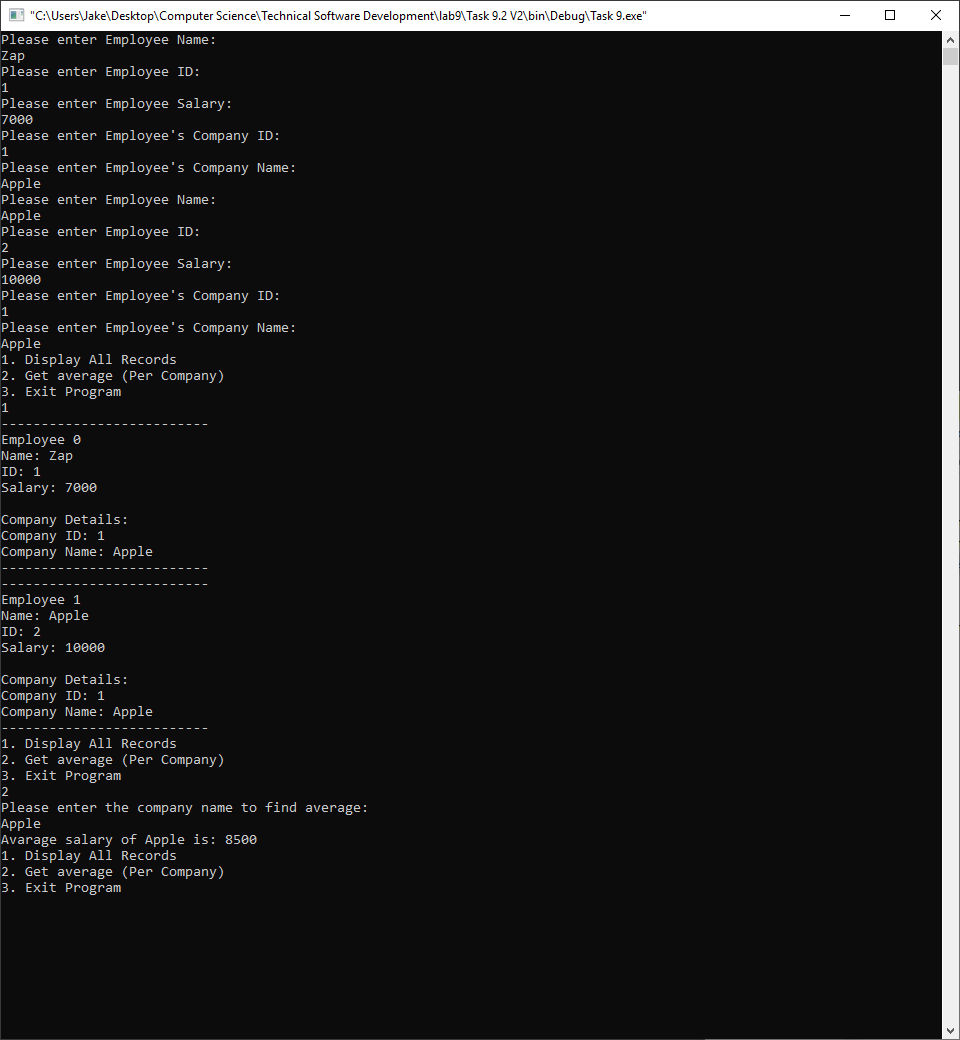 "C:\Users\Jake\Desktop\Computer Science\Technical Software Development\lab9\Task 9.2 V2\bin\Debug\Task 9.exe"
Please enter Employee Name:
Zap
Please enter Employee ID:
1
Please enter Employee Salary:
7000
Please enter Employee's Company ID:
1
Please enter Employee's Company Name:
Apple
Please enter Employee Name:
Apple
Please enter Employee ID:
2
Please enter Employee Salary:
10000
Please enter Employee's Company ID:
1
Please enter Employee's Company Name:
Apple
1. Display All Records
2. Get average (Per Company)
3. Exit Program
1
--------------------------
Employee 0
Name: Zap
ID: 1
Salary: 7000

Company Details:
Company ID: 1
Company Name: Apple
--------------------------
--------------------------
Employee 1
Name: Apple
ID: 2
Salary: 10000

Company Details:
Company ID: 1
Company Name: Apple
--------------------------
1. Display All Records
2. Get average (Per Company)
3. Exit Program
2
Please enter the company name to find average:
Apple
Avarage salary of Apple is: 8500
1. Display All Records
2. Get average (Per Company)
3. Exit Program